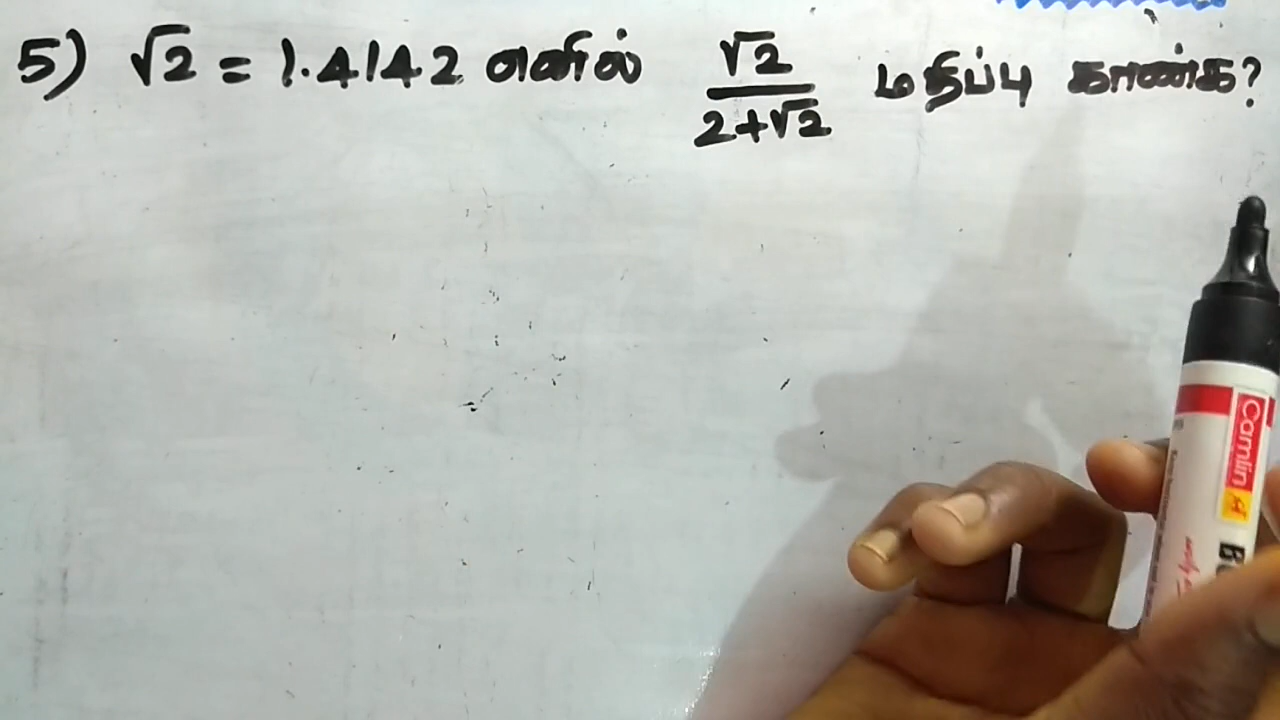 5) √2 = 1.4142 எனில் √2/(2+√2) மதிப்பு காண்க?
Camlin